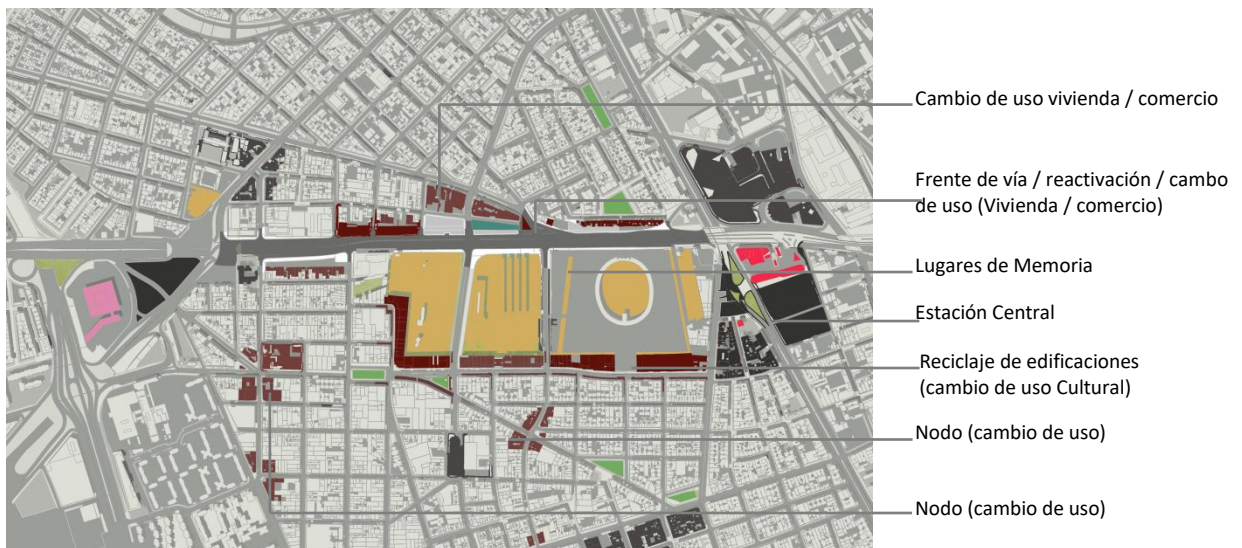 Cambio de uso vivienda / comercio
Frente de vía / reactivación / cambo
de uso (Vivienda / comercio)
Lugares de Memoria
Estación Central
Reciclaje de edificaciones
(cambio de uso Cultural)
Nodo (cambio de uso)
Nodo (cambio de uso)